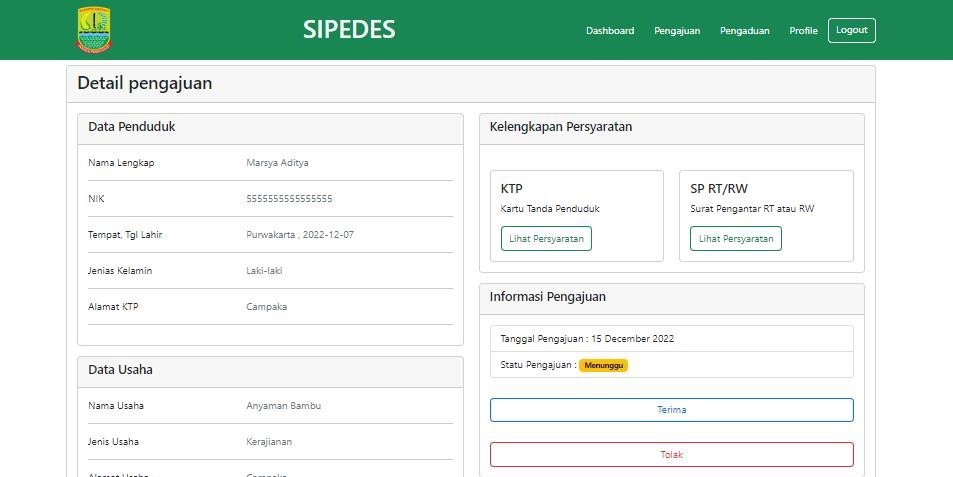 SIPEDES
Dashboard
Pengajuan
Pengaduan
Profile
Logout
Detail pengajuan
Data Penduduk
Nama Lengkap Marsya Aditya
NIK 5555555555555555
Tempat, Tgl Lahir Purwakarta , 2022-12-07
Jenias Kelamin Laki-laki
Alamat KTP Campaka
Data Usaha
Nama Usaha Anyaman Bambu
Jenis Usaha Kerajianan
Kelengkapan Persyaratan
KTP
Kartu Tanda Penduduk
Lihat Persyaratan
SP RT/RW
Surat Pengantar RT atau RW
Lihat Persyaratan
Informasi Pengajuan
Tanggal Pengajuan : 15 December 2022
Statu Pengajuan : Menunggu
Terima
Tolak